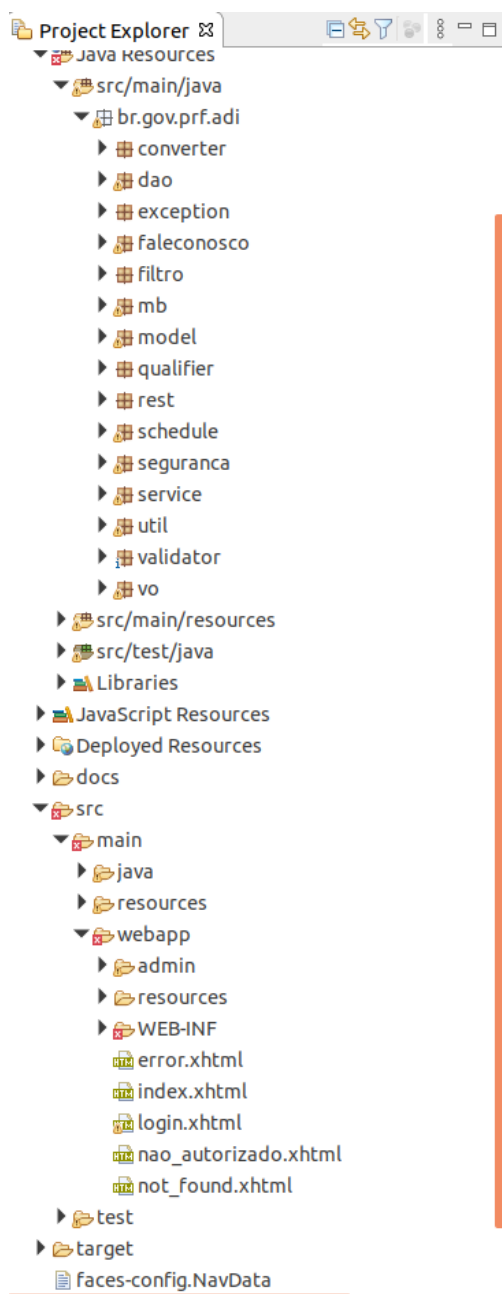 Project Explorer
Java Resources
src/main/java
br.gov.prf.adi
converter
dao
exception
faleconosco
filtro
mb
model
qualifier
rest
schedule
seguranca
service
util
validator
vo
src/main/resources
src/test/java
Libraries
JavaScript Resources
Deployed Resources
docs
src
main
java
resources
webapp
admin
resources
WEB-INF
error.xhtml
index.xhtml
login.xhtml
nao_autorizado.xhtml
not_found.xhtml
test
target
faces-config.NavData